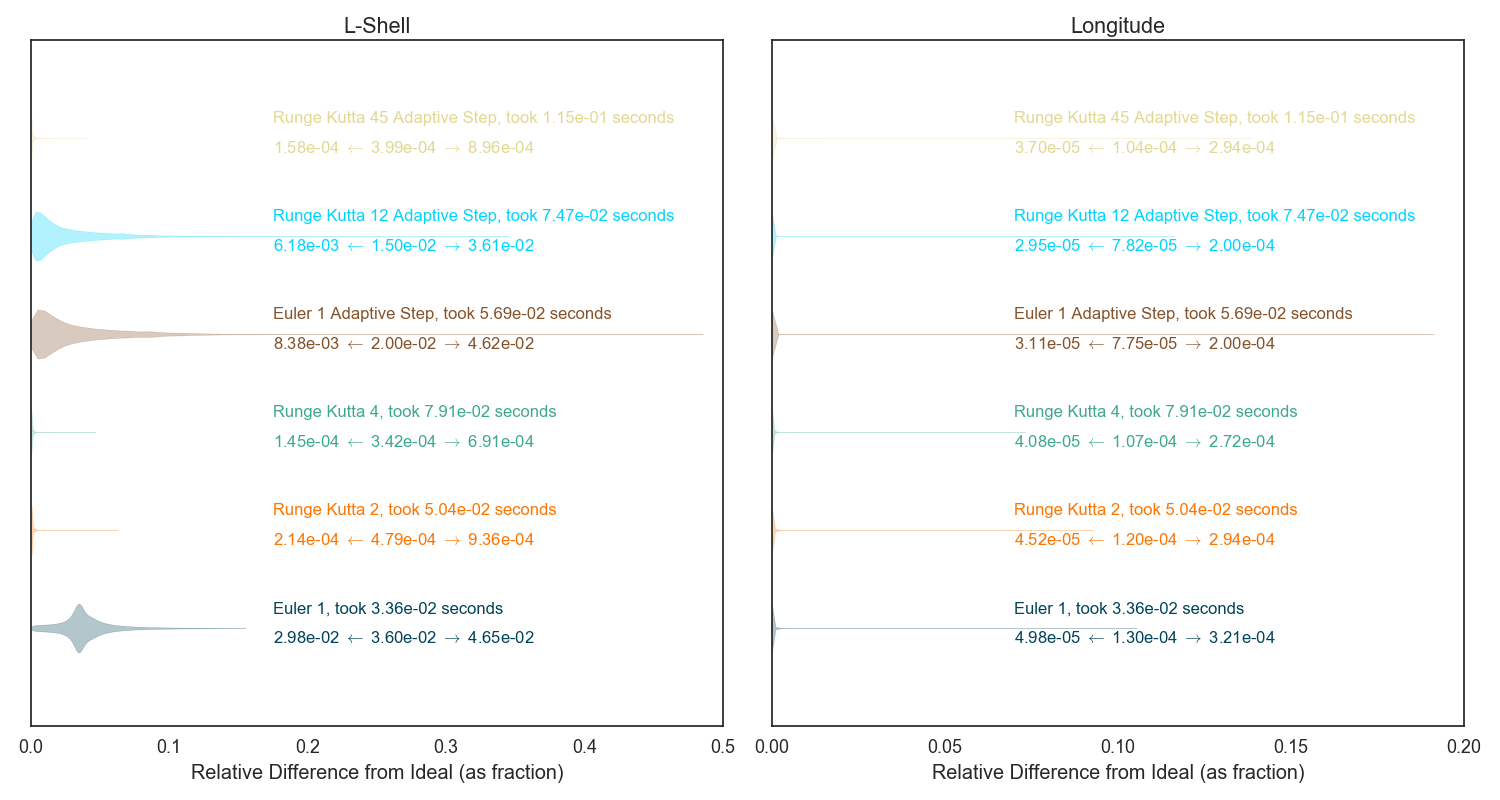 L-Shell
Runge Kutta 45 Adaptive Step, took 1.15e-01 seconds
1.58e-04 ← 3.99e-04 → 8.96e-04
Runge Kutta 12 Adaptive Step, took 7.47e-02 seconds
6.18e-03 ← 1.50e-02 → 3.61e-02
Euler 1 Adaptive Step, took 5.69e-02 seconds
8.38e-03 ← 2.00e-02 → 4.62e-02
Runge Kutta 4, took 7.91e-02 seconds
1.45e-04 ← 3.42e-04 → 6.91e-04
Runge Kutta 2, took 5.04e-02 seconds
2.14e-04 ← 4.79e-04 → 9.36e-04
Euler 1, took 3.36e-02 seconds
2.98e-02 ← 3.60e-02 → 4.65e-02
0.0 0.1 0.2 0.3 0.4 0.5
Relative Difference from Ideal (as fraction)
Longitude
Runge Kutta 45 Adaptive Step, took 1.15e-01 seconds
3.70e-05 ← 1.04e-04 → 2.94e-04
Runge Kutta 12 Adaptive Step, took 7.47e-02 seconds
2.95e-05 ← 7.82e-05 → 2.00e-04
Euler 1 Adaptive Step, took 5.69e-02 seconds
3.11e-05 ← 7.75e-05 → 2.00e-04
Runge Kutta 4, took 7.91e-02 seconds
4.08e-05 ← 1.07e-04 → 2.72e-04
Runge Kutta 2, took 5.04e-02 seconds
4.52e-05 ← 1.20e-04 → 2.94e-04
Euler 1, took 3.36e-02 seconds
4.98e-05 ← 1.30e-04 → 3.21e-04
0.00 0.05 0.10 0.15 0.20
Relative Difference from Ideal (as fraction)